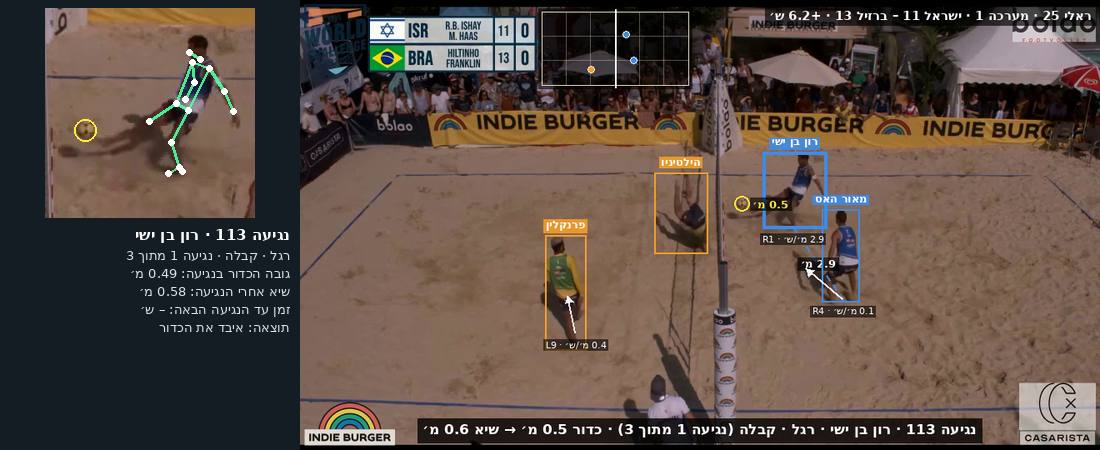 ראלי 25 · מערכה 1 · ישראל 11 – ברזיל 13 · +6.2 ש׳
ISR R.B. ISHAY M. HAAS 11 0
BRA HILTINHO FRANKLIN 13 0
INDIE BURGER
bolao
INDIE BURGER
bolao
INDIE BURGER
INDIE BURGER
רון בן ישי
הילטיניו
מאור האס
פרנקלין
0.5 מ׳
R1 · 2.9 מ׳/ש׳
2.9 מ׳
R4 · 0.1 מ׳/ש׳
L9 · 0.4 מ׳/ש׳
נגיעה 113 · רון בן ישי
רגל · קבלה · נגיעה 1 מתוך 3
גובה הכדור בנגיעה: 0.49 מ׳
שיא אחרי הנגיעה: 0.58 מ׳
זמן עד הנגיעה הבאה: – ש׳
תוצאה: איבד את הכדור
נגיעה 113 · רון בן ישי · רגל · קבלה (נגיעה 1 מתוך 3) · כדור 0.5 מ׳ → שיא 0.6 מ׳
INDIE BURGER
CASARISTA